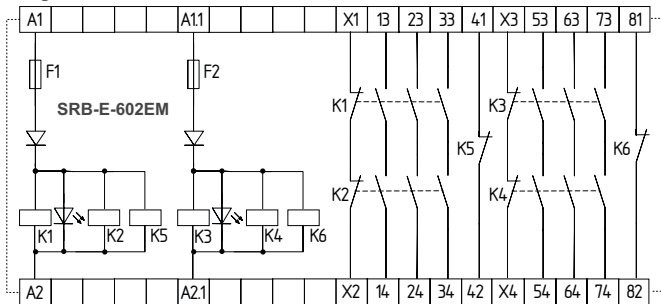 A1 A1.1 X1 13 23 33 41 X3 53 63 73 81
F1 F2
SRB-E-602EM
K1 K3
K5 K6
K2 K4
K1 K2 K5 K3 K4 K6
A2 A2.1 X2 14 24 34 42 X4 54 64 74 82